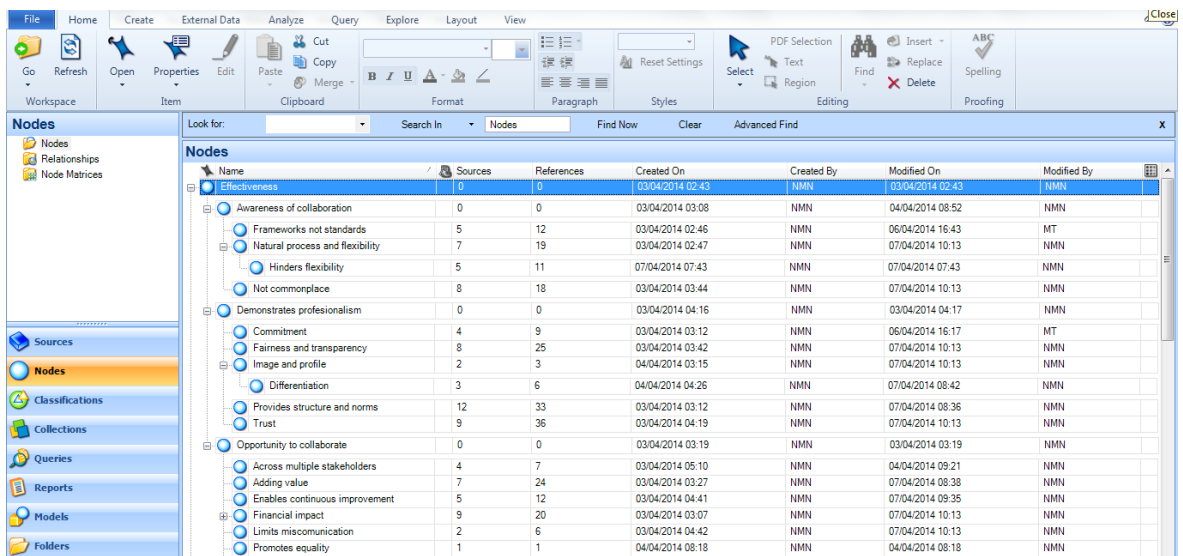 File Home Create External Data Analyze Query Explore Layout View Close
Go Refresh Open Properties Edit Paste Cut Copy Merge B I U A Reset Settings Select PDF Selection Text Region Find Insert Replace Delete ABC Spelling
Workspace Item Clipboard Format Paragraph Styles Editing Proofing
Nodes Look for: Search In Nodes Find Now Clear Advanced Find x
Nodes
Relationships
Node Matrices
Sources
Nodes
Classifications
Collections
Queries
Reports
Models
Folders
Nodes
Name Sources References Created On Created By Modified On Modified By
Effectiveness 0 0 03/04/2014 02:43 NMN 03/04/2014 02:43 NMN
Awareness of collaboration 0 0 03/04/2014 03:08 NMN 04/04/2014 08:52 NMN
Frameworks not standards 5 12 03/04/2014 02:46 NMN 06/04/2014 16:43 MT
Natural process and flexibility 7 19 03/04/2014 02:47 NMN 07/04/2014 10:13 NMN
Hinders flexibility 5 11 07/04/2014 07:43 NMN 07/04/2014 07:43 NMN
Not commonplace 8 18 03/04/2014 03:44 NMN 07/04/2014 10:13 NMN
Demonstrates profesionalism 0 0 03/04/2014 04:16 NMN 03/04/2014 04:17 NMN
Commitment 4 9 03/04/2014 03:12 NMN 06/04/2014 16:17 MT
Fairness and transparency 8 25 03/04/2014 03:42 NMN 07/04/2014 10:13 NMN
Image and profile 2 3 04/04/2014 03:15 NMN 07/04/2014 10:13 NMN
Differentiation 3 6 04/04/2014 04:26 NMN 07/04/2014 08:42 NMN
Provides structure and norms 12 33 03/04/2014 03:12 NMN 07/04/2014 08:36 NMN
Trust 9 36 03/04/2014 04:19 NMN 07/04/2014 10:13 NMN
Opportunity to collaborate 0 0 03/04/2014 03:19 NMN 03/04/2014 03:19 NMN
Across multiple stakeholders 4 7 03/04/2014 05:10 NMN 04/04/2014 09:21 NMN
Adding value 7 24 03/04/2014 03:27 NMN 07/04/2014 08:38 NMN
Enables continuous improvement 5 12 03/04/2014 04:41 NMN 07/04/2014 09:35 NMN
Financial impact 9 20 03/04/2014 03:07 NMN 07/04/2014 10:13 NMN
Limits miscomunication 2 6 03/04/2014 04:42 NMN 07/04/2014 10:13 NMN
Promotes equality 1 1 04/04/2014 08:18 NMN 04/04/2014 08:18 NMN